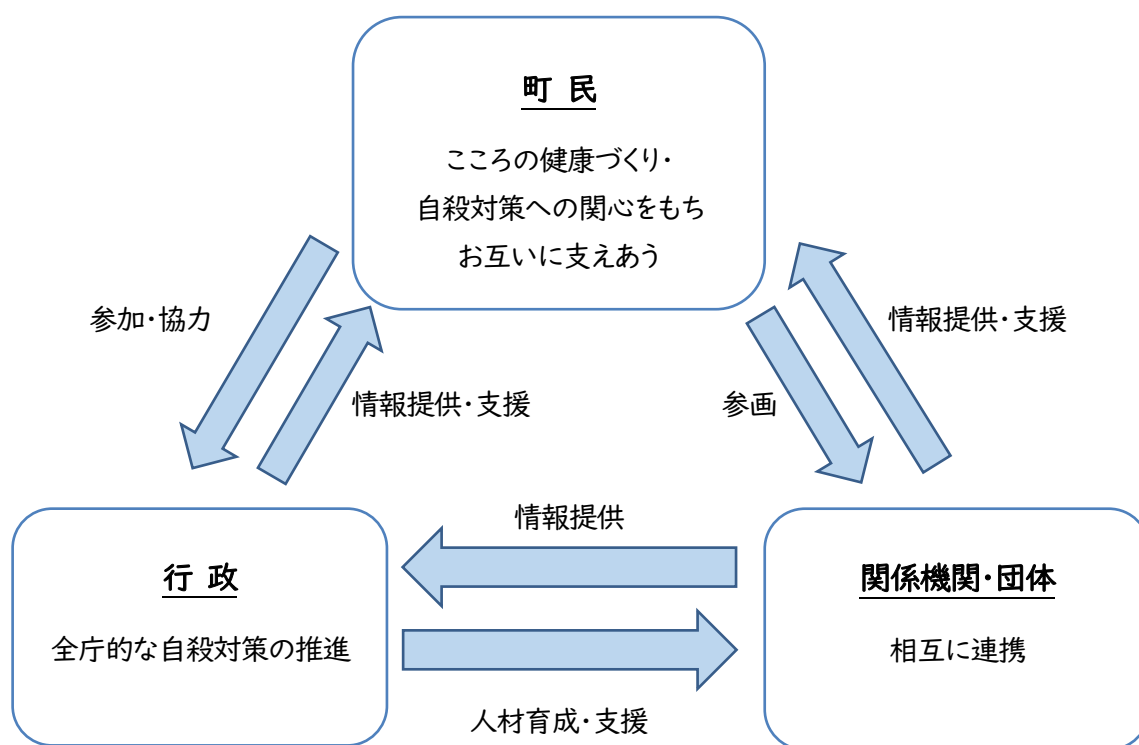 町 民
こころの健康づくり・
自殺対策への関心をもち
お互いに支えあう
参加・協力
情報提供・支援
情報提供・支援
参画
情報提供
行 政
全庁的な自殺対策の推進
関係機関・団体
相互に連携
人材育成・支援